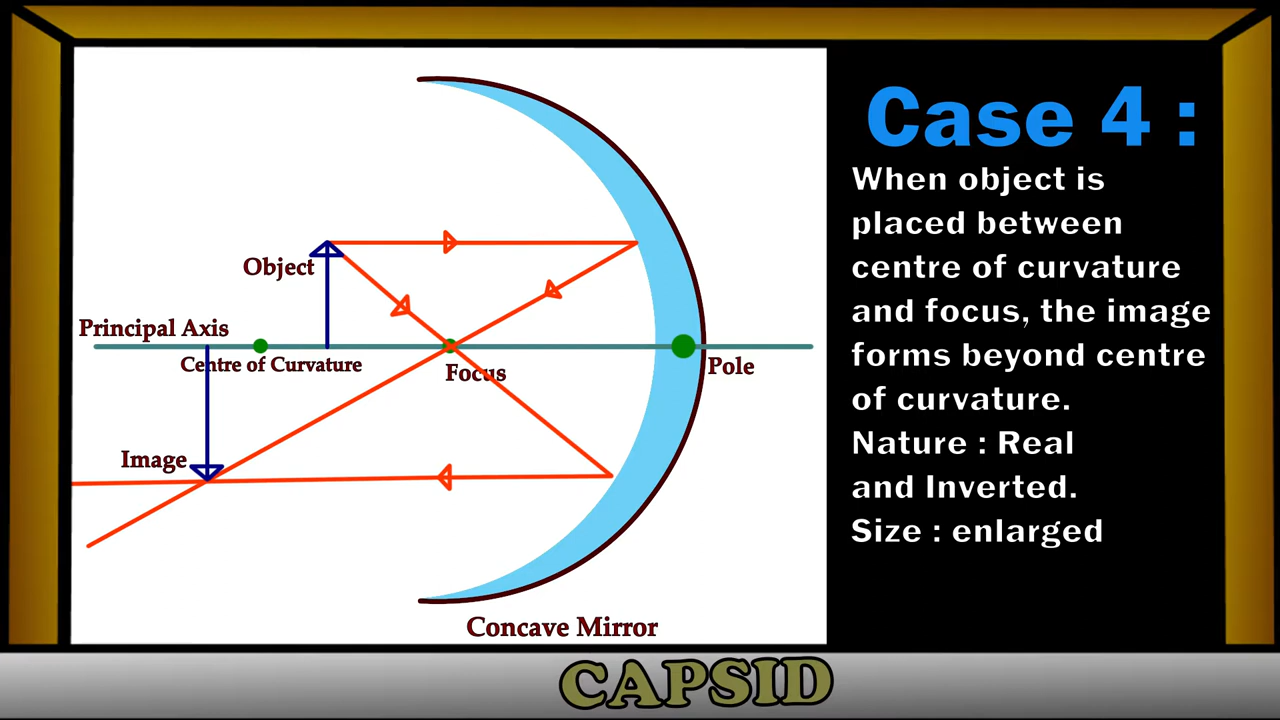 Case 4 :
When object is
placed between
centre of curvature
and focus, the image
forms beyond centre
of curvature.
Nature : Real
and Inverted.
Size : enlarged
Object
Principal Axis
Centre of Curvature
Focus
Pole
Image
Concave Mirror
CAPSID